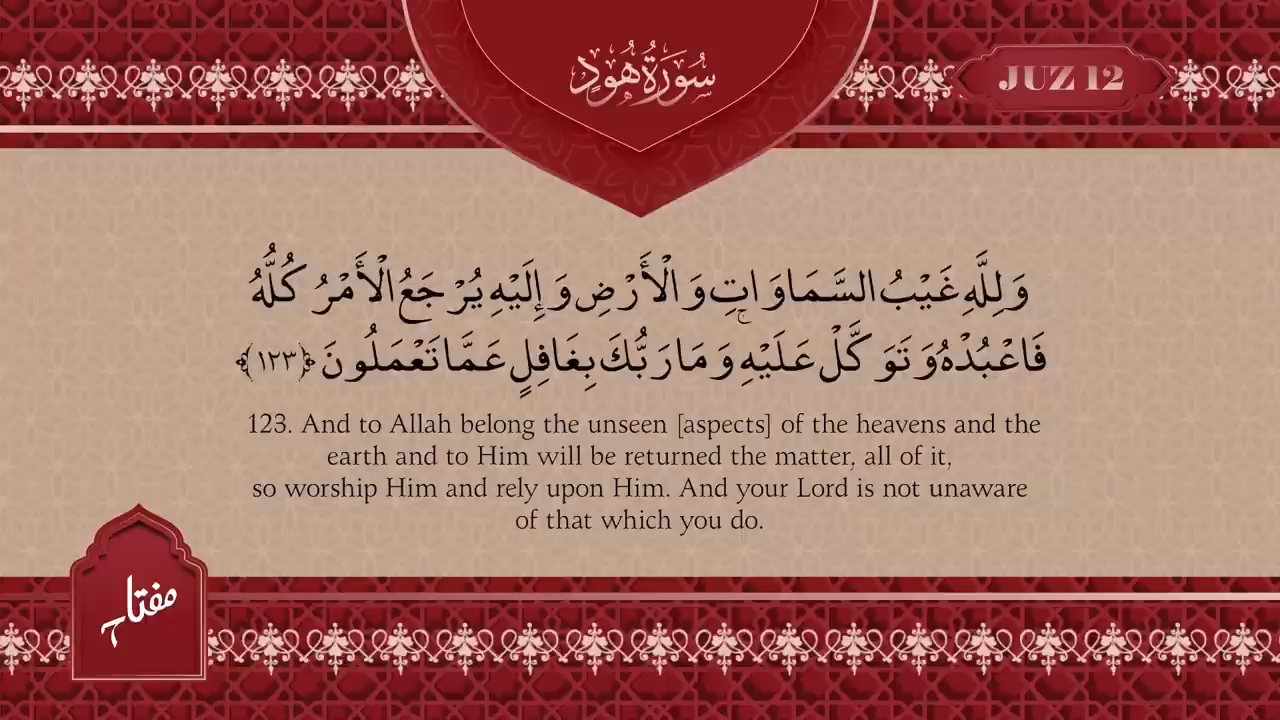 سُورَةُ هُودٍ
JUZ 12
وَلِلَّهِ غَيْبُ السَّمَاوَاتِ وَالْأَرْضِ وَإِلَيْهِ يُرْجَعُ الْأَمْرُ كُلُّهُ
فَاعْبُدْهُ وَتَوَكَّلْ عَلَيْهِ وَمَا رَبُّكَ بِغَافِلٍ عَمَّا تَعْمَلُونَ ﴿١٢٣﴾
123. And to Allah belong the unseen [aspects] of the heavens and the
earth and to Him will be returned the matter, all of it,
so worship Him and rely upon Him. And your Lord is not unaware
of that which you do.
مفتاح